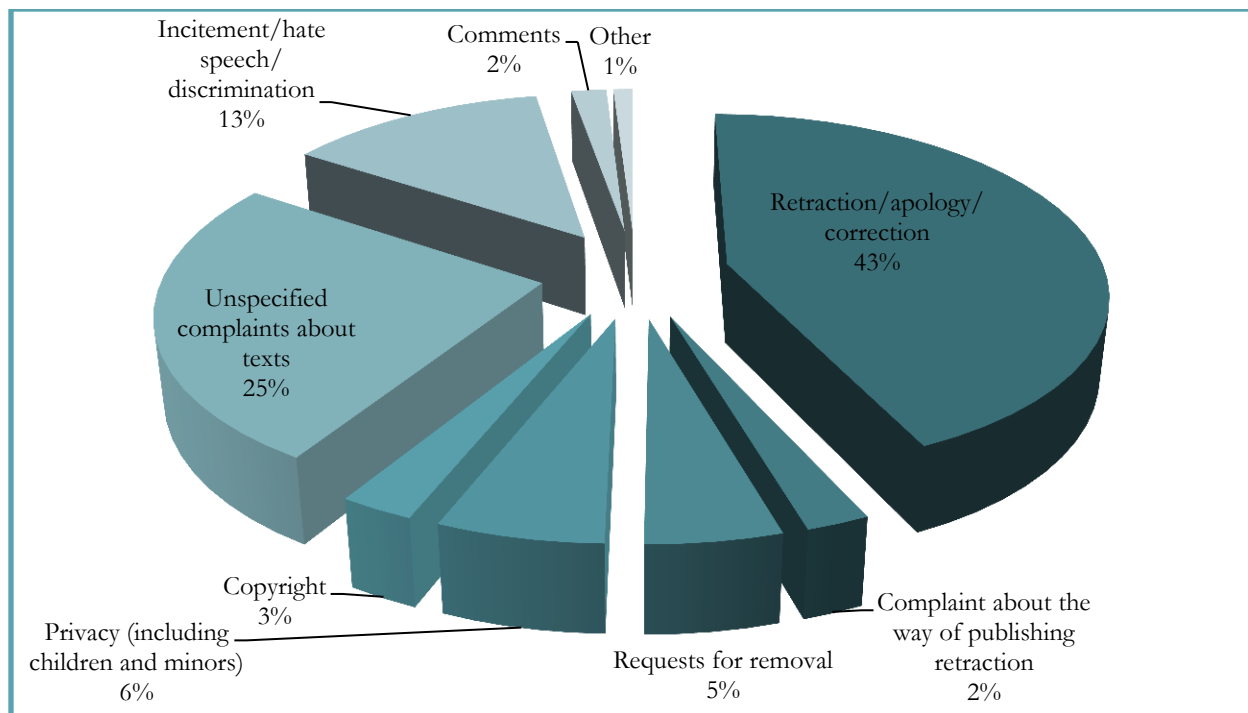 Incitement/hate
speech/
discrimination
13%
Comments
2%
Other
1%
Retraction/apology/
correction
43%
Unspecified
complaints about
texts
25%
Copyright
3%
Privacy (including
children and minors)
6%
Requests for removal
5%
Complaint about the
way of publishing
retraction
2%